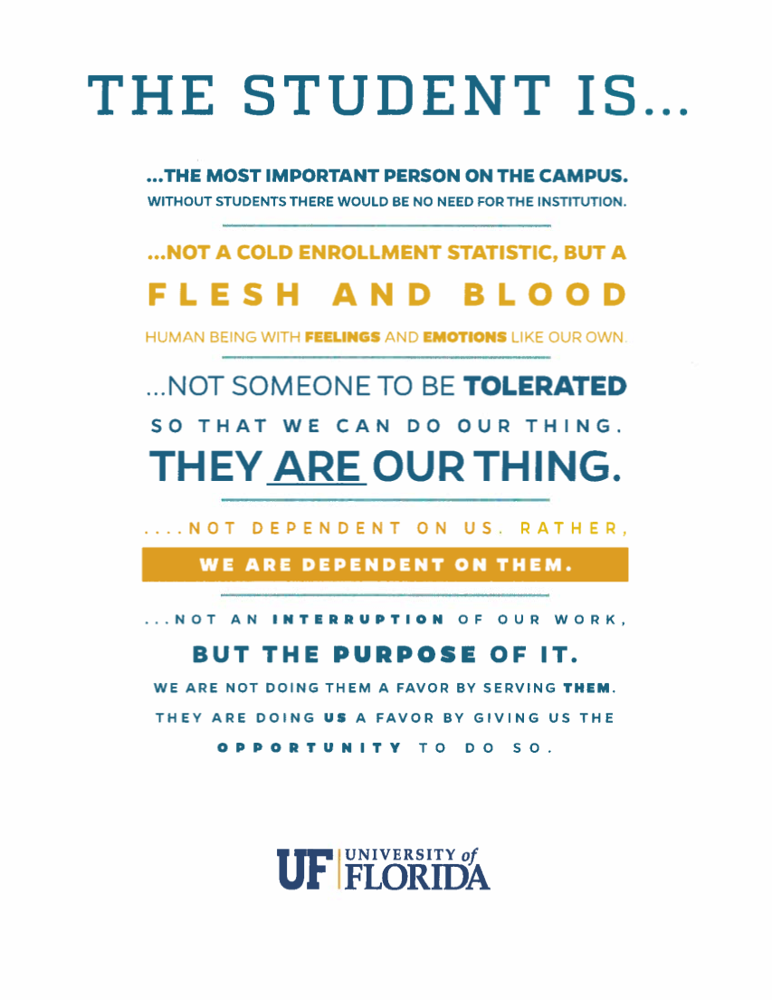 THE STUDENT IS...
...THE MOST IMPORTANT PERSON ON THE CAMPUS.
WITHOUT STUDENTS THERE WOULD BE NO NEED FOR THE INSTITUTION.
...NOT A COLD ENROLLMENT STATISTIC, BUT A
FLESH AND BLOOD
HUMAN BEING WITH FEELINGS AND EMOTIONS LIKE OUR OWN.
...NOT SOMEONE TO BE TOLERATED
SO THAT WE CAN DO OUR THING.
THEY ARE OUR THING.
....NOT DEPENDENT ON US. RATHER,
WE ARE DEPENDENT ON THEM.
...NOT AN INTERRUPTION OF OUR WORK,
BUT THE PURPOSE OF IT.
WE ARE NOT DOING THEM A FAVOR BY SERVING THEM.
THEY ARE DOING US A FAVOR BY GIVING US THE
OPPORTUNITY TO DO SO.
UF UNIVERSITY of
FLORIDA